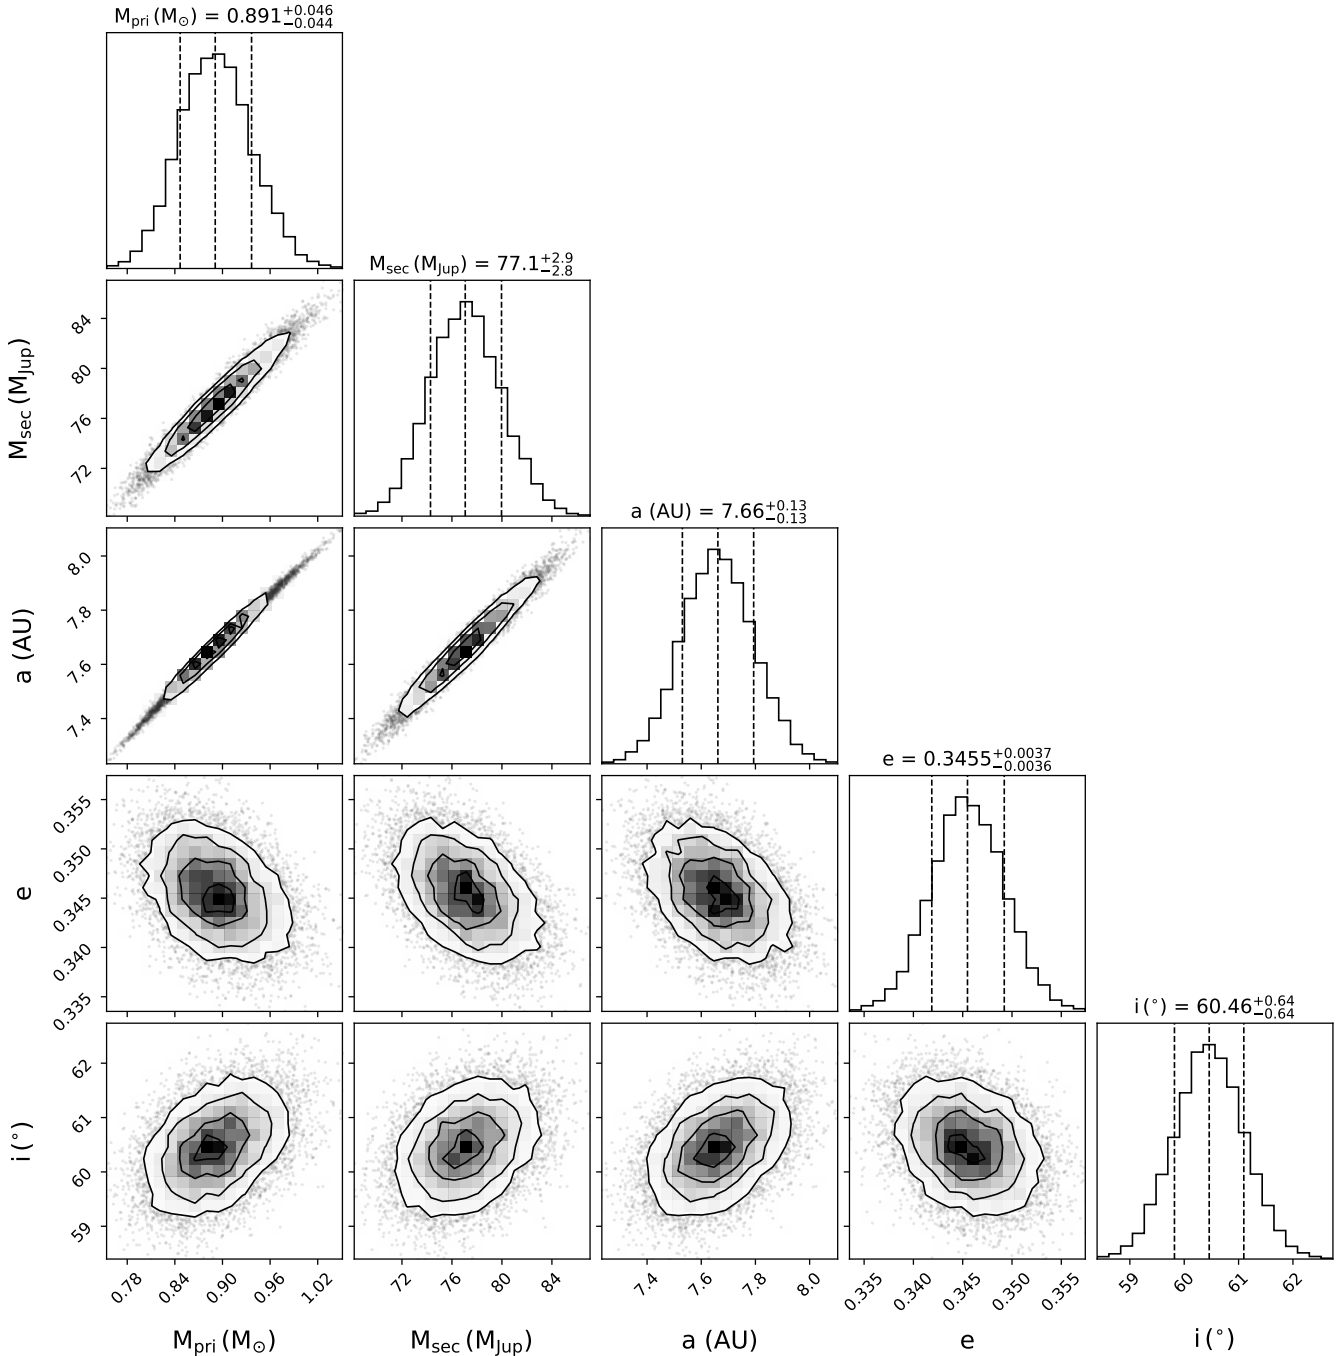 M_pri (M_⊙) = 0.891^{+0.046}_{−0.044}
M_sec (M_Jup) = 77.1^{+2.9}_{−2.8}
84
80
76
72
M_sec (M_Jup)
a (AU) = 7.66^{+0.13}_{−0.13}
8.0
7.8
7.6
7.4
a (AU)
e = 0.3455^{+0.0037}_{−0.0036}
0.355
0.350
0.345
0.340
0.335
e
i (°) = 60.46^{+0.64}_{−0.64}
62
61
60
59
i (°)
0.78 0.84 0.90 0.96 1.02 72 76 80 84 7.4 7.6 7.8 8.0 0.335 0.340 0.345 0.350 0.355 59 60 61 62
M_pri (M_⊙) M_sec (M_Jup) a (AU) e i (°)